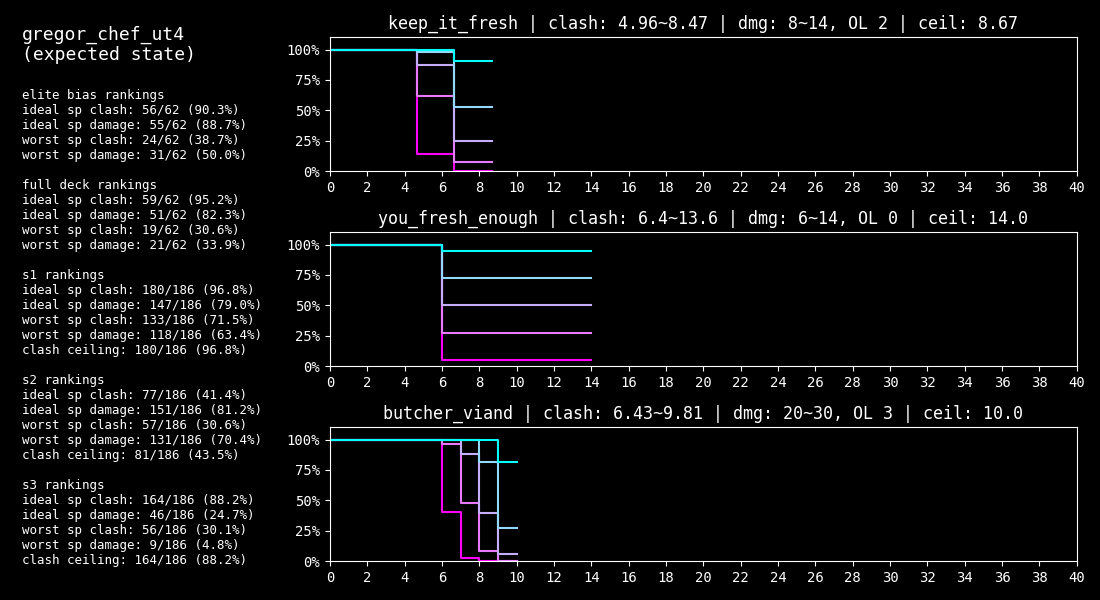 gregor_chef_ut4
(expected state)
elite bias rankings
ideal sp clash: 56/62 (90.3%)
ideal sp damage: 55/62 (88.7%)
worst sp clash: 24/62 (38.7%)
worst sp damage: 31/62 (50.0%)
full deck rankings
ideal sp clash: 59/62 (95.2%)
ideal sp damage: 51/62 (82.3%)
worst sp clash: 19/62 (30.6%)
worst sp damage: 21/62 (33.9%)
s1 rankings
ideal sp clash: 180/186 (96.8%)
ideal sp damage: 147/186 (79.0%)
worst sp clash: 133/186 (71.5%)
worst sp damage: 118/186 (63.4%)
clash ceiling: 180/186 (96.8%)
s2 rankings
ideal sp clash: 77/186 (41.4%)
ideal sp damage: 151/186 (81.2%)
worst sp clash: 57/186 (30.6%)
worst sp damage: 131/186 (70.4%)
clash ceiling: 81/186 (43.5%)
s3 rankings
ideal sp clash: 164/186 (88.2%)
ideal sp damage: 46/186 (24.7%)
worst sp clash: 56/186 (30.1%)
worst sp damage: 9/186 (4.8%)
clash ceiling: 164/186 (88.2%)
keep_it_fresh | clash: 4.96~8.47 | dmg: 8~14, OL 2 | ceil: 8.67
100%
75%
50%
25%
0%
0 2 4 6 8 10 12 14 16 18 20 22 24 26 28 30 32 34 36 38 40
you_fresh_enough | clash: 6.4~13.6 | dmg: 6~14, OL 0 | ceil: 14.0
100%
75%
50%
25%
0%
0 2 4 6 8 10 12 14 16 18 20 22 24 26 28 30 32 34 36 38 40
butcher_viand | clash: 6.43~9.81 | dmg: 20~30, OL 3 | ceil: 10.0
100%
75%
50%
25%
0%
0 2 4 6 8 10 12 14 16 18 20 22 24 26 28 30 32 34 36 38 40